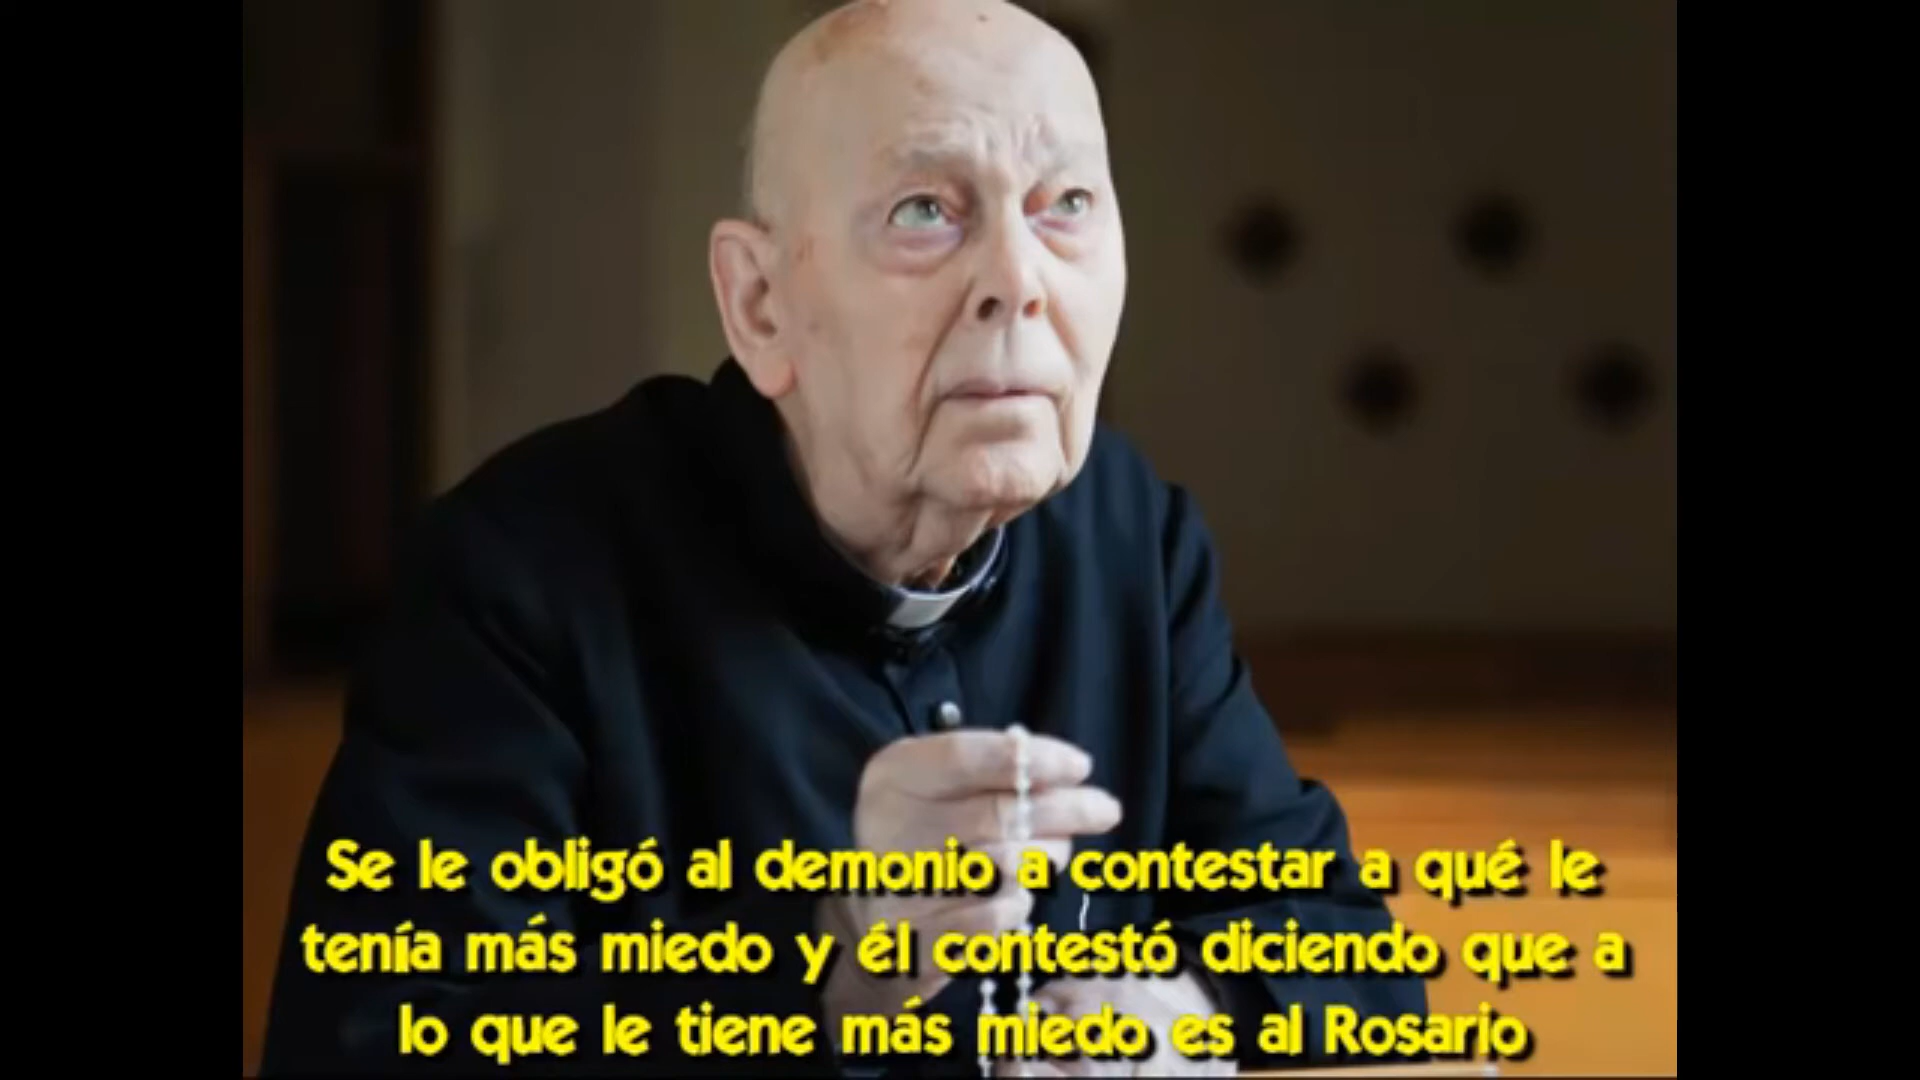 Se le obligó al demonio a contestar a qué le
tenía más miedo y él contestó diciendo que a
lo que le tiene más miedo es al Rosario